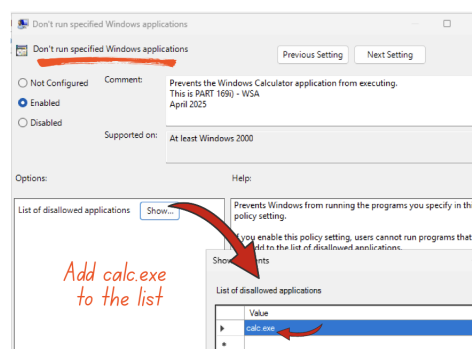 Don't run specified Windows applications
Don't run specified Windows applications
Previous Setting
Next Setting
Not Configured
Comment:
Prevents the Windows Calculator application from executing.
This is PART 169i) - WSA
April 2025
Enabled
Disabled
Supported on:
At least Windows 2000
Options:
Help:
List of disallowed applications
Show...
Prevents Windows from running the programs you specify in thi
policy setting.
you enable this policy setting, users cannot run programs that
add to the list of disallowed applications.
Add calc.exe
to the list
List of disallowed applications
Value
calc.exe